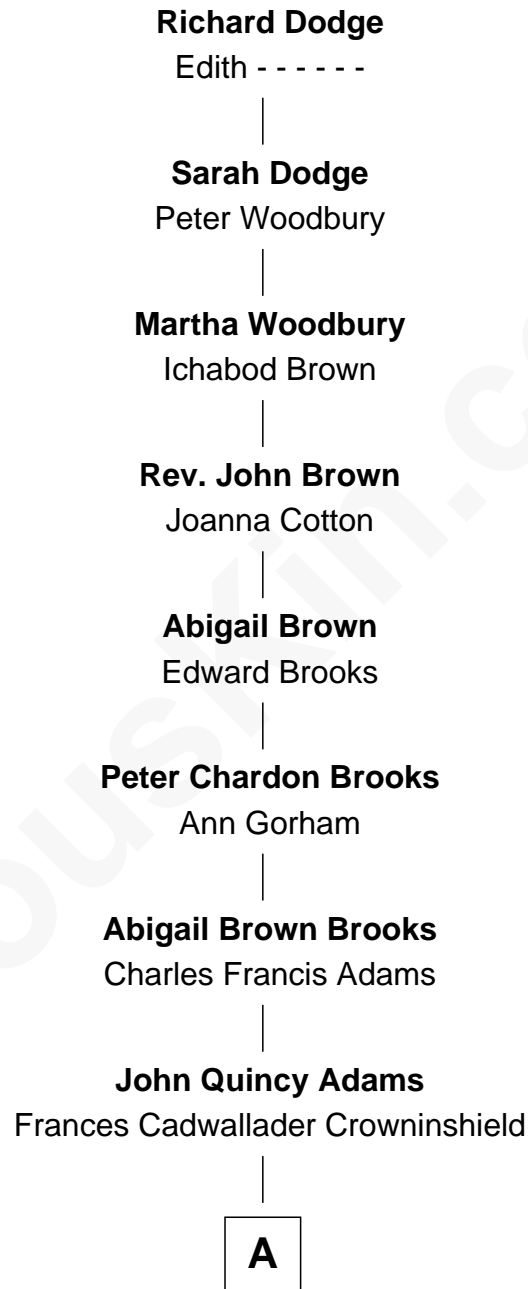 Richard Dodge
Edith - - - - - -
Sarah Dodge
Peter Woodbury
Martha Woodbury
Ichabod Brown
Rev. John Brown
Joanna Cotton
Abigail Brown
Edward Brooks
Peter Chardon Brooks
Ann Gorham
Abigail Brown Brooks
Charles Francis Adams
John Quincy Adams
Frances Cadwallader Crowninshield
A